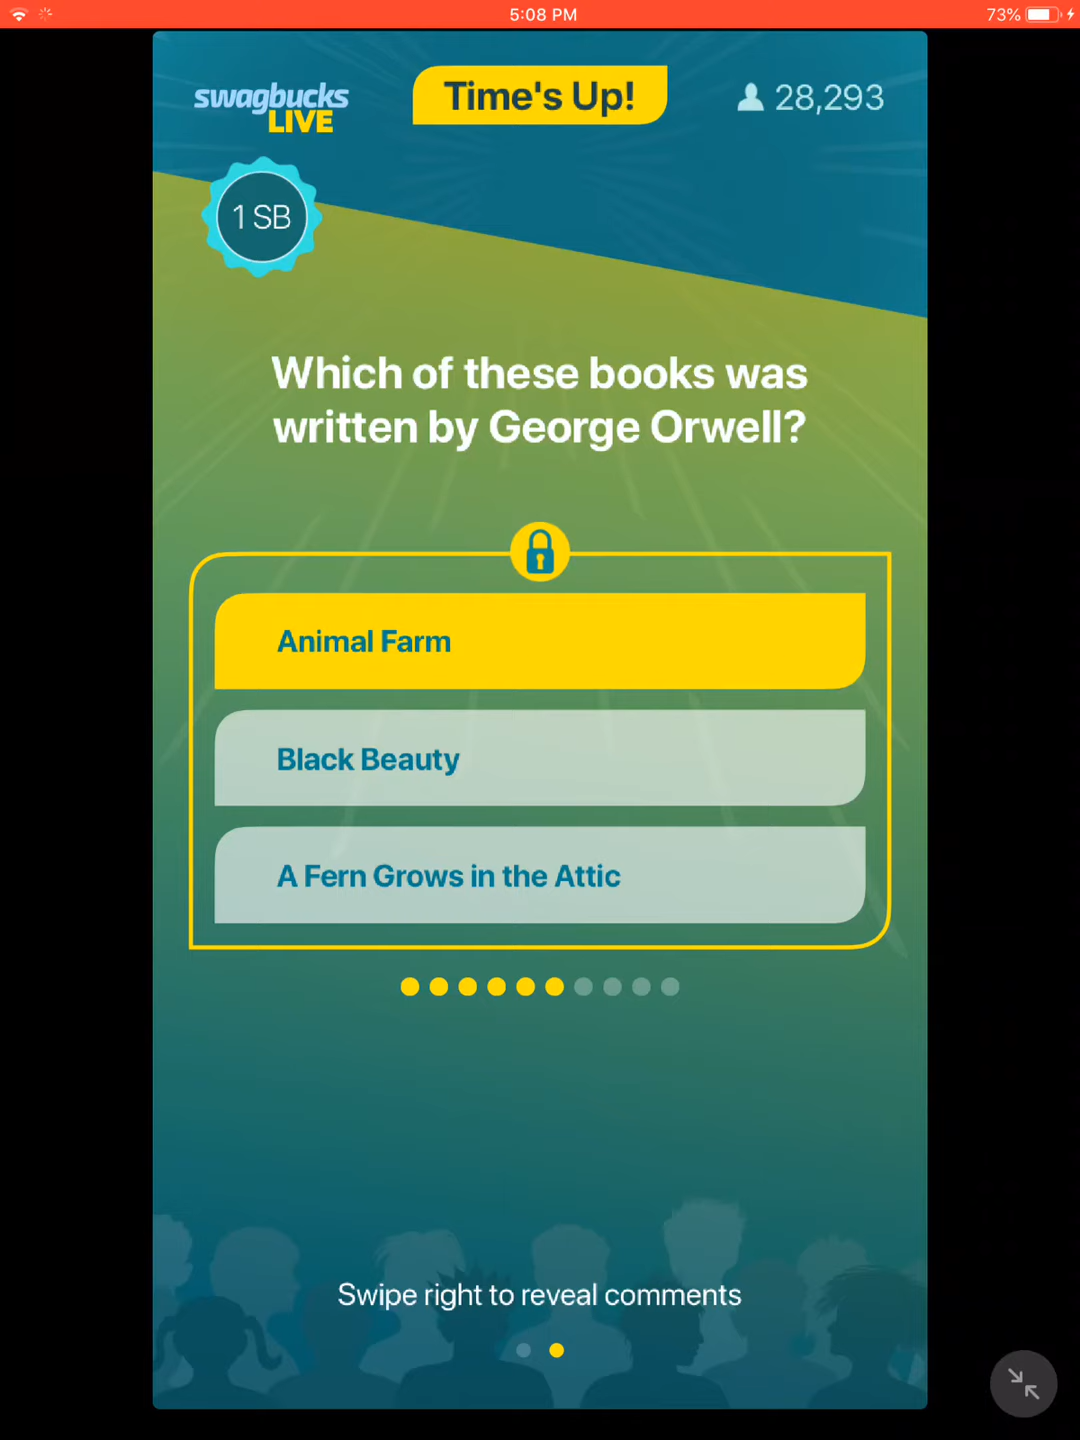 5:08 PM
73%
swagbucks
LIVE
Time's Up!
28,293
1 SB
Which of these books was
written by George Orwell?
Animal Farm
Black Beauty
A Fern Grows in the Attic
Swipe right to reveal comments